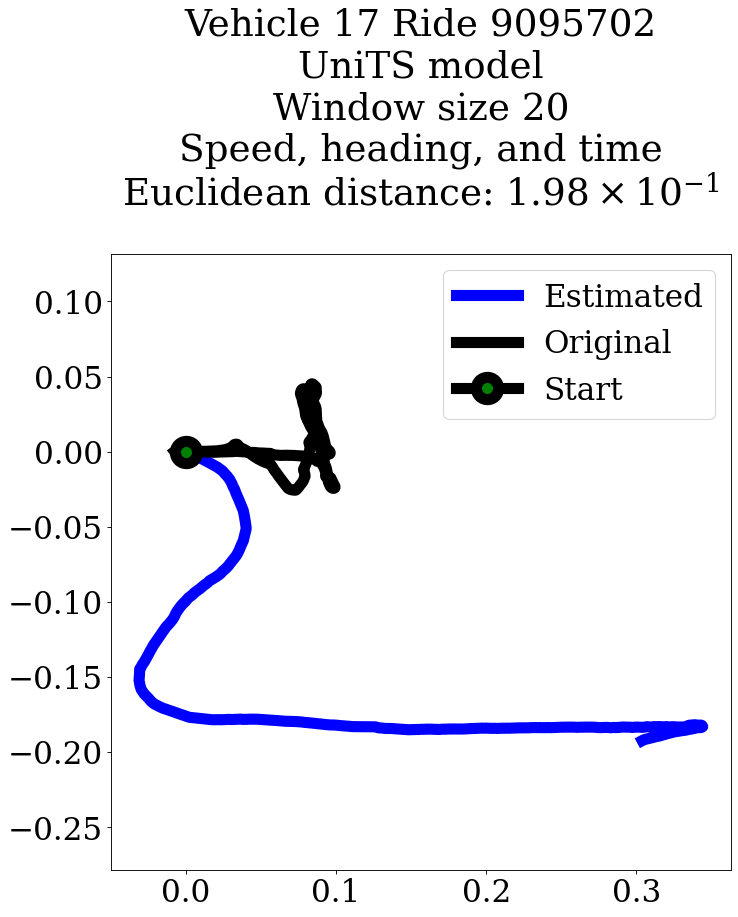 Vehicle 17 Ride 9095702
UniTS model
Window size 20
Speed, heading, and time
Euclidean distance: 1.98 × 10⁻¹
Estimated
Original
Start
0.10
0.05
0.00
−0.05
−0.10
−0.15
−0.20
−0.25
0.0 0.1 0.2 0.3